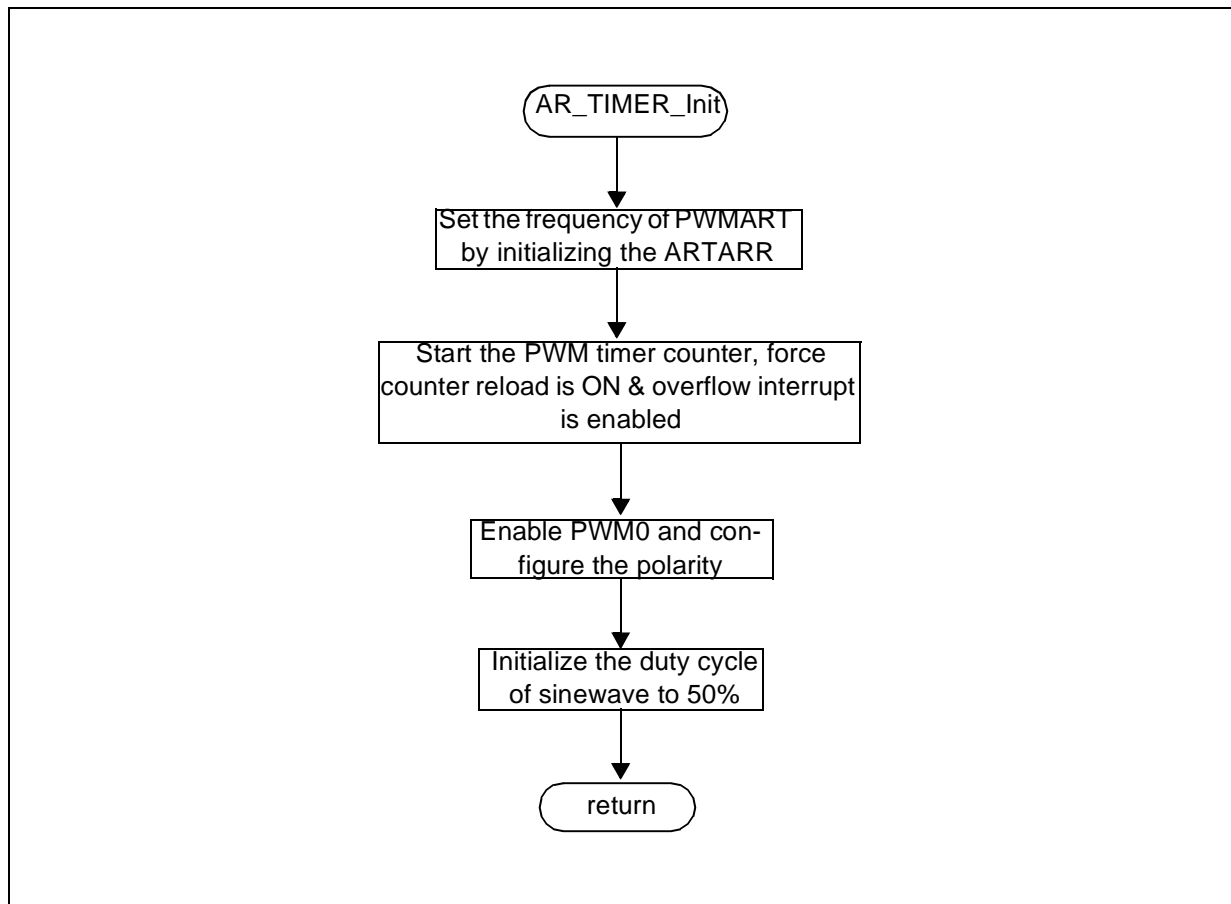 AR_TIMER_Init
Set the frequency of PWMART
by initializing the ARTARR
Start the PWM timer counter, force
counter reload is ON & overflow interrupt
is enabled
Enable PWM0 and con-
figure the polarity
Initialize the duty cycle
of sinewave to 50%
return